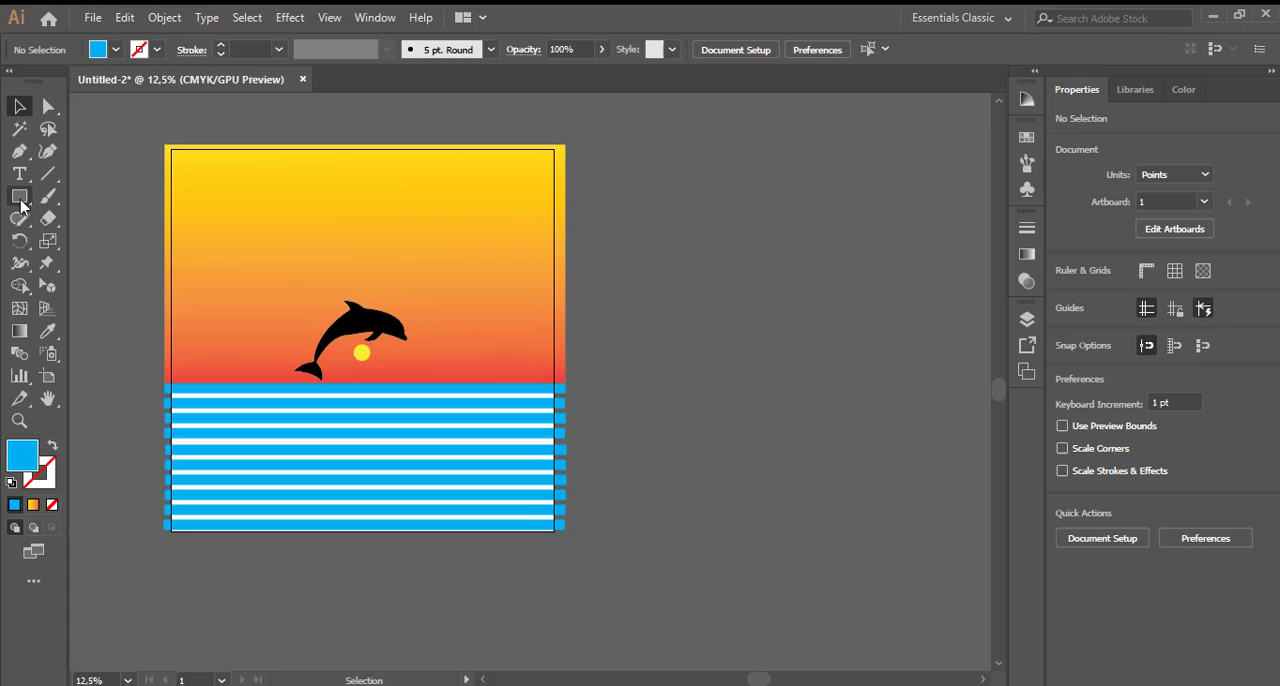 Ai File Edit Object Type Select Effect View Window Help Essentials Classic Search Adobe Stock
No Selection Stroke: 5 pt. Round Opacity: 100% Style: Document Setup Preferences
Untitled-2* @ 12,5% (CMYK/GPU Preview)
Properties Libraries Color
No Selection
Document
Units: Points
Artboard: 1
Edit Artboards
Ruler & Grids
Guides
Snap Options
Preferences
Keyboard Increment: 1 pt
Use Preview Bounds
Scale Corners
Scale Strokes & Effects
Quick Actions
Document Setup Preferences
12,5% 1 Selection